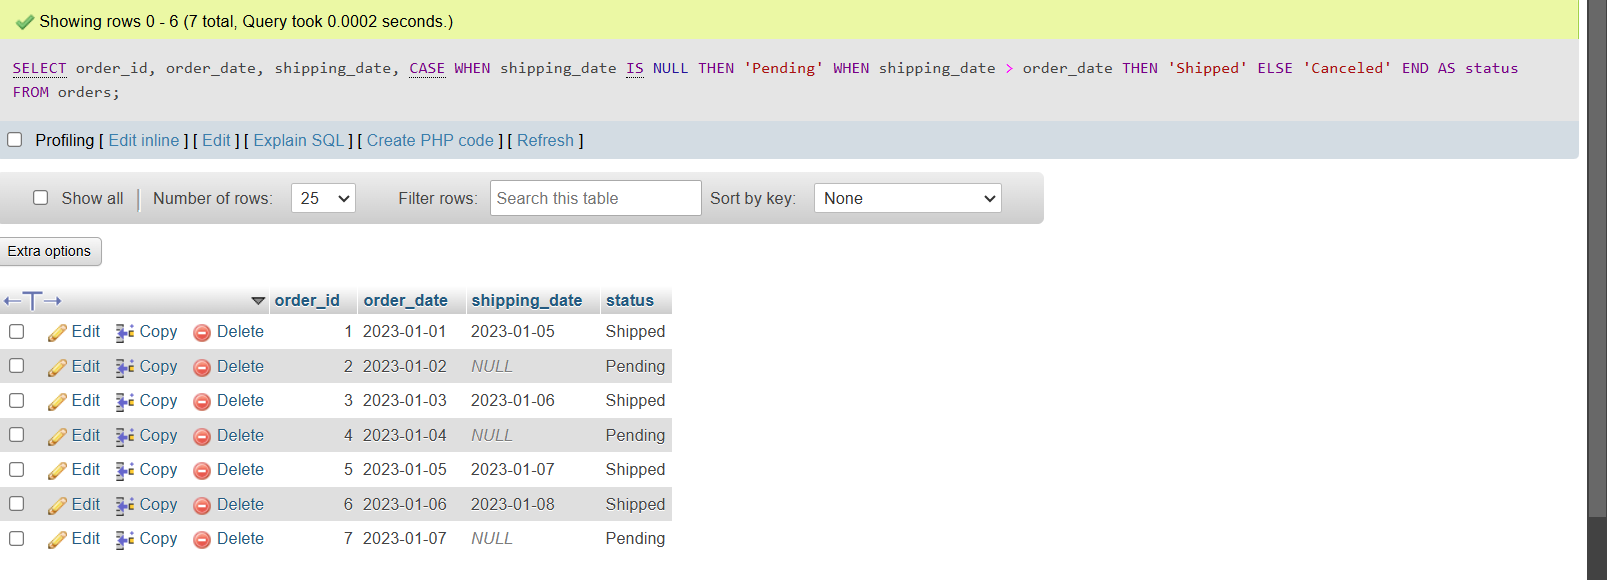 Showing rows 0 - 6 (7 total, Query took 0.0002 seconds.)
SELECT order_id, order_date, shipping_date, CASE WHEN shipping_date IS NULL THEN 'Pending' WHEN shipping_date > order_date THEN 'Shipped' ELSE 'Canceled' END AS status
FROM orders;
Profiling [ Edit inline ] [ Edit ] [ Explain SQL ] [ Create PHP code ] [ Refresh ]
Show all Number of rows: 25 Filter rows: Search this table Sort by key: None
Extra options
order_id order_date shipping_date status
Edit Copy Delete 1 2023-01-01 2023-01-05 Shipped
Edit Copy Delete 2 2023-01-02 NULL Pending
Edit Copy Delete 3 2023-01-03 2023-01-06 Shipped
Edit Copy Delete 4 2023-01-04 NULL Pending
Edit Copy Delete 5 2023-01-05 2023-01-07 Shipped
Edit Copy Delete 6 2023-01-06 2023-01-08 Shipped
Edit Copy Delete 7 2023-01-07 NULL Pending